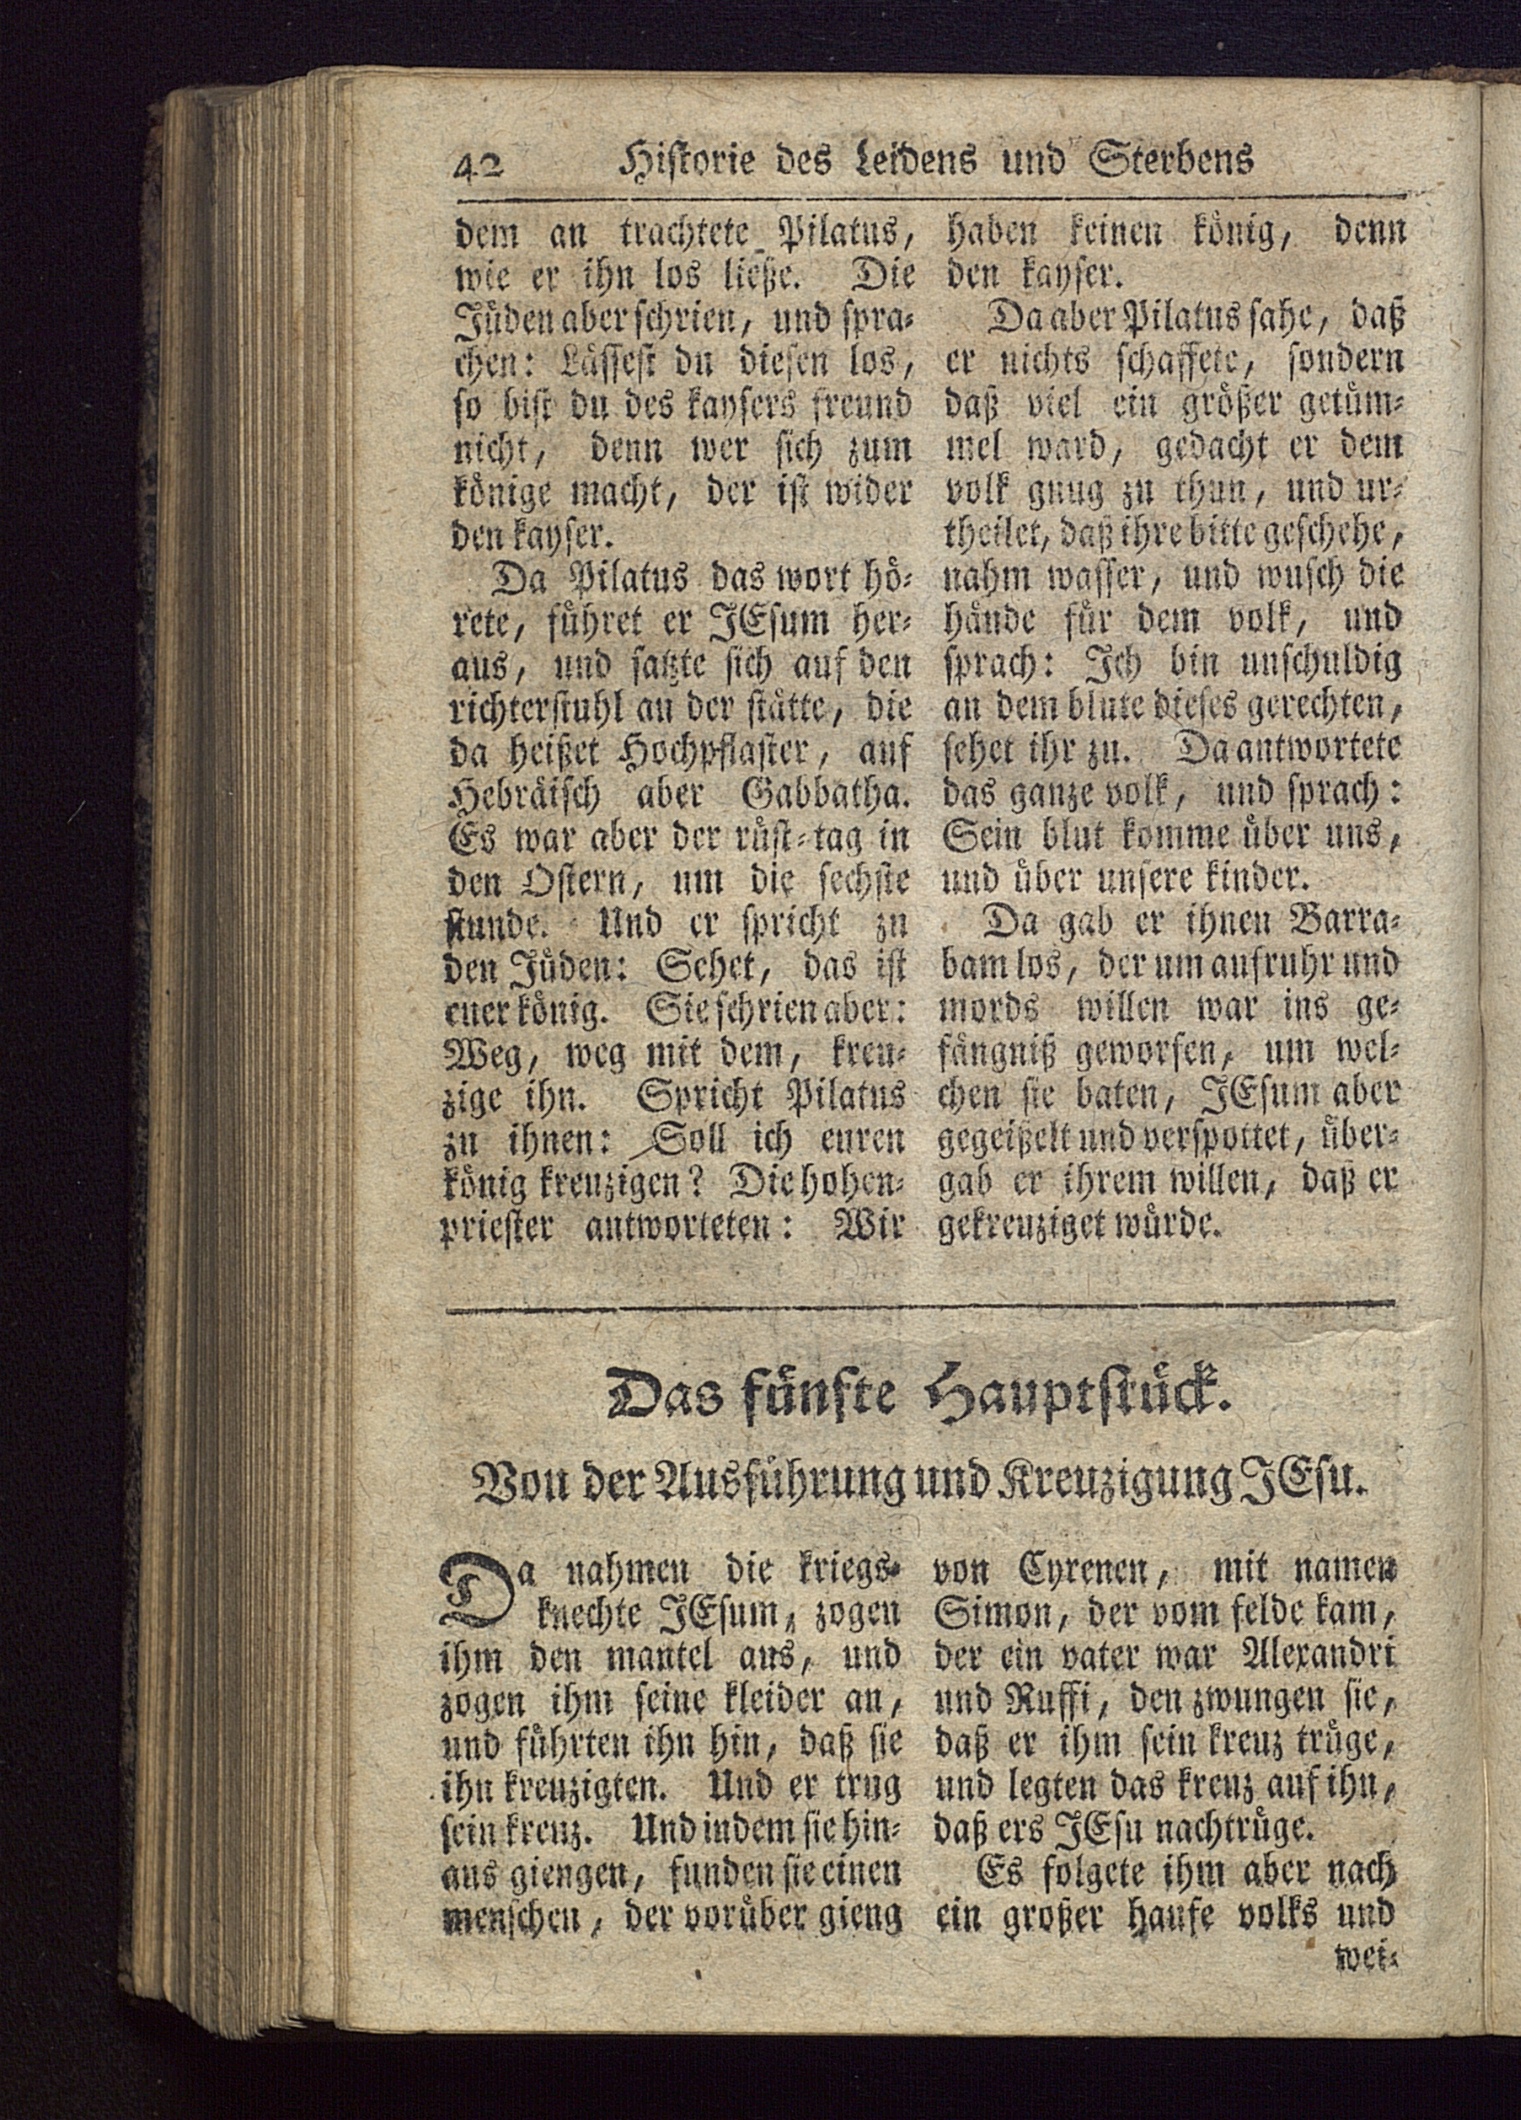 42 Historie des Leidens und Sterbens
dem an trachtete Pilatus,
wie er ihn los ließe. Die
Jüden aber schrien, und spra-
chen: Lässest du diesen los,
so bist du des kaysers freund
nicht, denn wer sich zum
könige macht, der ist wider
den kayser.
Da Pilatus das wort hö-
rete, führet er JEsum her-
aus, und satzte sich auf den
richterstuhl an der stätte, die
da heißet Hochpflaster, auf
Hebräisch aber Gabbatha.
Es war aber der rüst-tag in
den Ostern, um die sechste
stunde. Und er spricht zu
den Jüden: Sehet, das ist
euer könig. Sie schrien aber:
Weg, weg mit dem, kreu-
zige ihn. Spricht Pilatus
zu ihnen: Soll ich euren
könig kreuzigen? Die hohen-
priester antworteten: Wir
haben keinen könig, denn
den kayser.
Da aber Pilatus sahe, daß
er nichts schaffete, sondern
daß viel ein größer getüm-
mel ward, gedacht er dem
volk gnug zu thun, und ur-
theilet, daß ihre bitte geschehe,
nahm wasser, und wusch die
hände für dem volk, und
sprach: Ich bin unschuldig
an dem blute dieses gerechten,
sehet ihr zu. Da antwortete
das ganze volk, und sprach:
Sein blut komme über uns,
und über unsere kinder.
Da gab er ihnen Barra-
bam los, der um aufruhr und
mords willen war ins ge-
fängniß geworfen, um wel-
chen sie baten, JEsum aber
gegeißelt und verspottet, über-
gab er ihrem willen, daß er
gekreuziget würde.
Das fünfte Hauptstück.
Von der Ausführung und Kreuzigung JEsu.
Da nahmen die kriegs-
knechte JEsum, zogen
ihm den mantel aus, und
zogen ihm seine kleider an,
und führten ihn hin, daß sie
ihn kreuzigten. Und er trug
sein kreuz. Und indem sie hin-
aus giengen, funden sie einen
menschen, der vorüber gieng
von Cyrenen, mit namen
Simon, der vom felde kam,
der ein vater war Alexandri
und Ruffi, den zwungen sie,
daß er ihm sein kreuz trüge,
und legten das kreuz auf ihn,
daß ers JEsu nachtrüge.
Es folgete ihm aber nach
ein großer haufe volks und
wei-